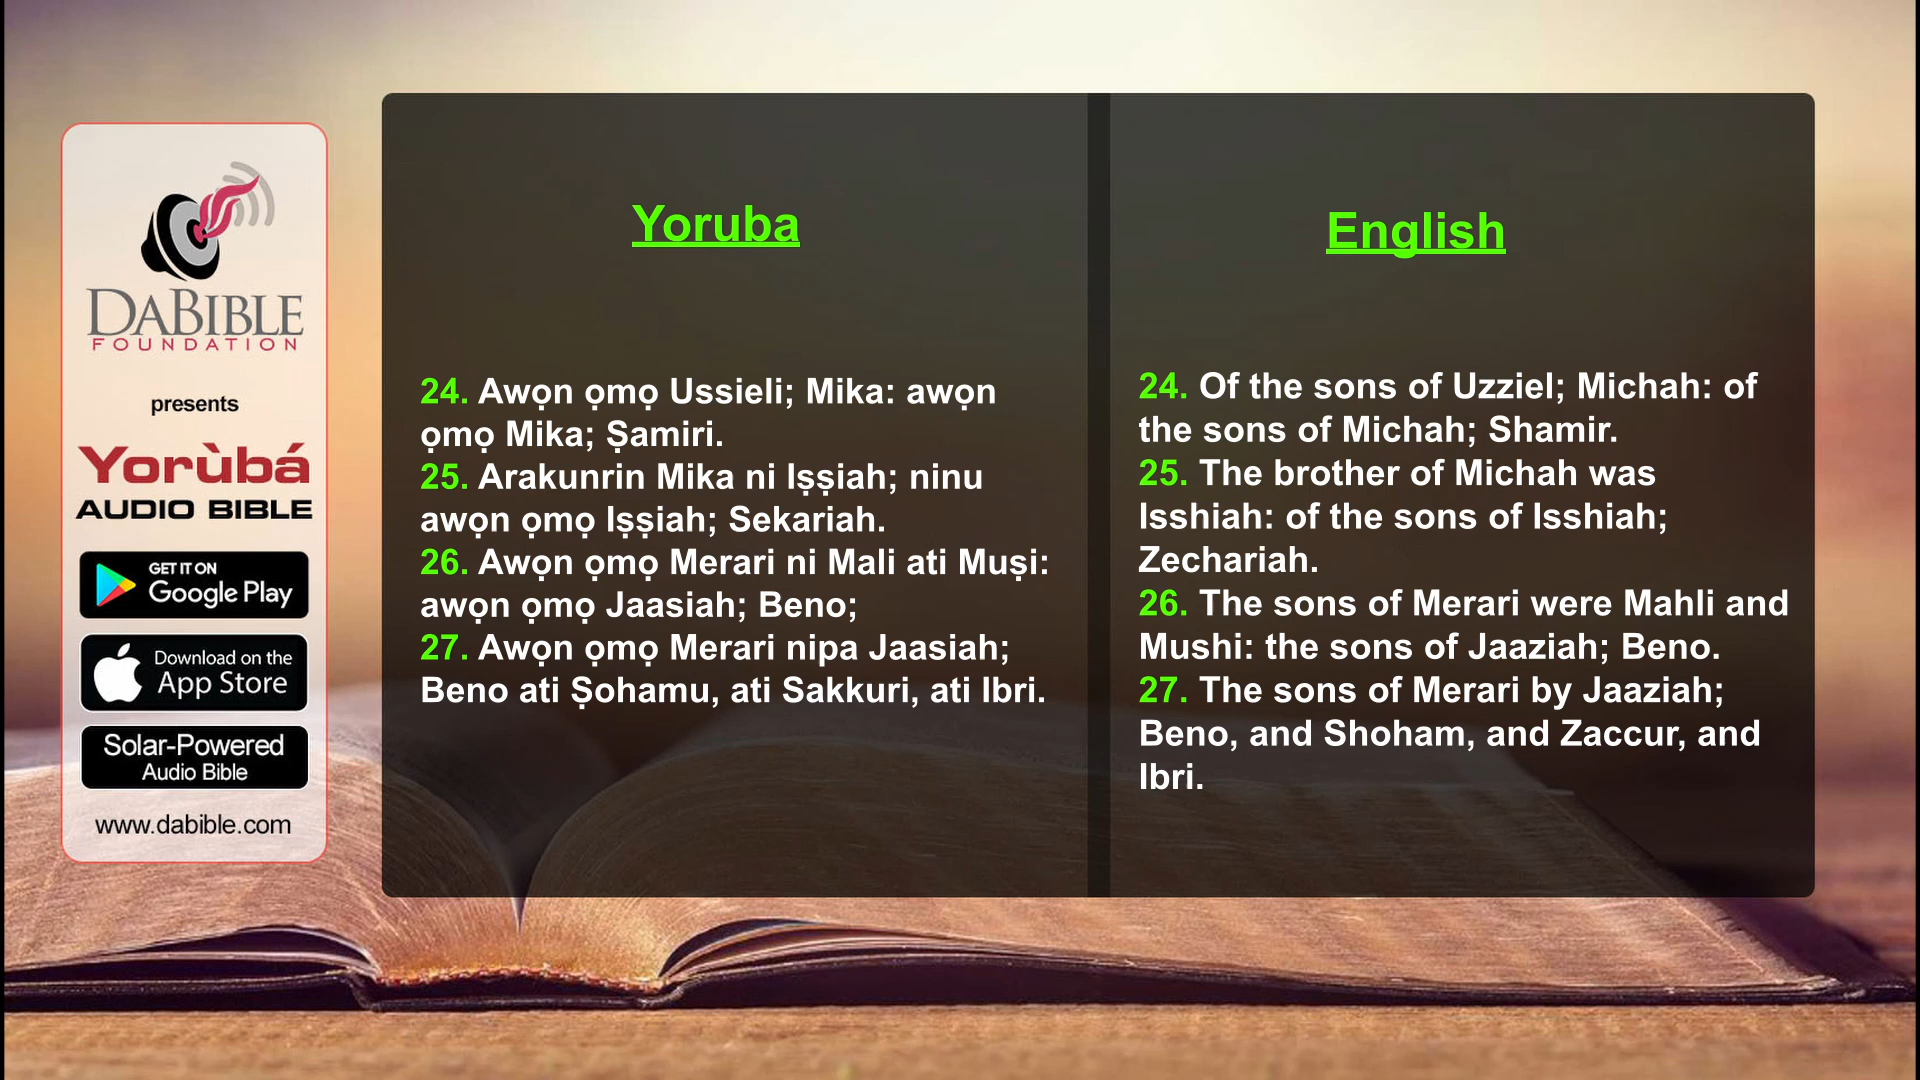 DABIBLE
FOUNDATION
presents
Yorùbá
AUDIO BIBLE
GET IT ON
Google Play
Download on the
App Store
Solar-Powered
Audio Bible
www.dabible.com
Yoruba
24. Awọn ọmọ Ussieli; Mika: awọn
ọmọ Mika; Ṣamiri.
25. Arakunrin Mika ni Iṣṣiah; ninu
awọn ọmọ Iṣṣiah; Sekariah.
26. Awọn ọmọ Merari ni Mali ati Muṣi:
awọn ọmọ Jaasiah; Beno;
27. Awọn ọmọ Merari nipa Jaasiah;
Beno ati Ṣohamu, ati Sakkuri, ati Ibri.
English
24. Of the sons of Uzziel; Michah: of
the sons of Michah; Shamir.
25. The brother of Michah was
Isshiah: of the sons of Isshiah;
Zechariah.
26. The sons of Merari were Mahli and
Mushi: the sons of Jaaziah; Beno.
27. The sons of Merari by Jaaziah;
Beno, and Shoham, and Zaccur, and
Ibri.